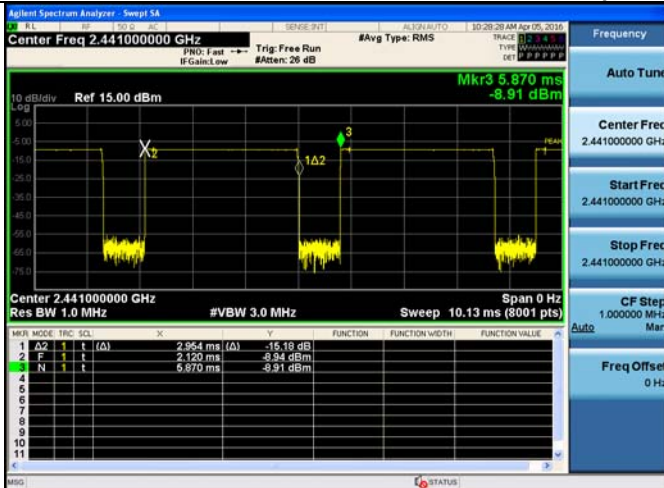 Agilent Spectrum Analyzer - Swept SA
RL RF 50 Ω AC SENSE:INT ALIGN AUTO 10:28:28 AM Apr 05, 2016
Center Freq 2.441000000 GHz
PNO: Fast Trig: Free Run #Avg Type: RMS TRACE 1 2 3 4 5 6
IFGain:Low #Atten: 26 dB TYPE W
DET P P P P P P
Mkr3 5.870 ms
-8.91 dBm
10 dB/div Ref 15.00 dBm
Log
5.00
-5.00
-15.0
-25.0
-35.0
-45.0
-55.0
-65.0
-75.0
X2
1Δ2
3
PEAK
Center 2.441000000 GHz Span 0 Hz
Res BW 1.0 MHz #VBW 3.0 MHz Sweep 10.13 ms (8001 pts)
MKR MODE TRC SCL X Y FUNCTION FUNCTION WIDTH FUNCTION VALUE
1 Δ2 1 t (Δ) 2.954 ms (Δ) -15.18 dB
2 F 1 t 2.120 ms -8.94 dBm
3 N 1 t 5.870 ms -8.91 dBm
4
5
6
7
8
9
10
11
MSG STATUS
Frequency
Auto Tune
Center Freq
2.441000000 GHz
Start Freq
2.441000000 GHz
Stop Freq
2.441000000 GHz
CF Step
1.000000 MHz
Auto Man
Freq Offset
0 Hz